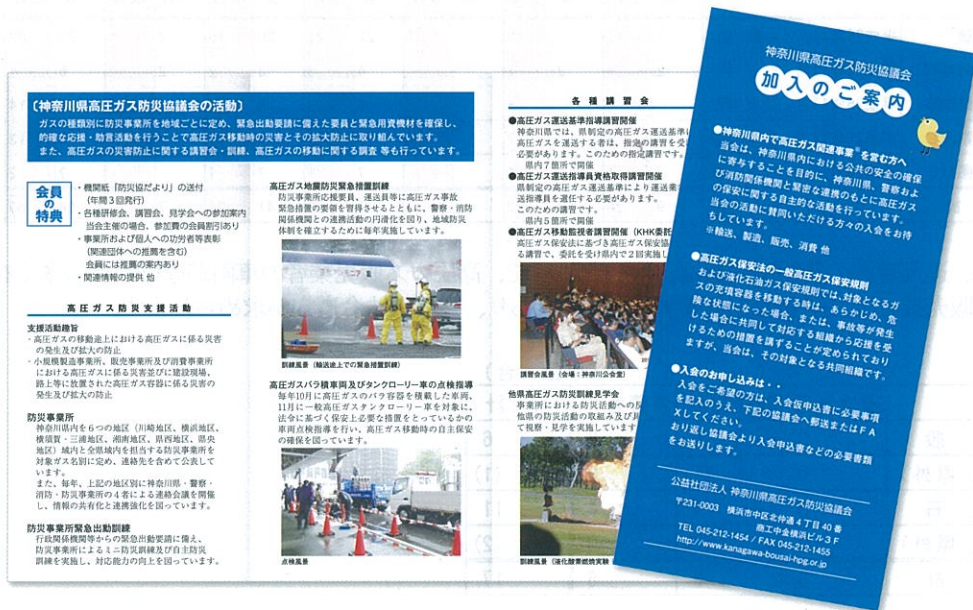 〔神奈川県高圧ガス防災協議会の活動〕
ガスの種類別に防災事業所を地域ごとに定め、緊急出動要請に備えた要員と緊急用資機材を確保し、
的確な応援・助言活動を行うことで高圧ガス移動時の災害とその拡大防止に取り組んでいます。
また、高圧ガスの災害防止に関する講習会・訓練、高圧ガスの移動に関する調査 等も行っています。
会員
の
特典
・機関紙『防災協だより』の送付
（年間３回発行）
・各種研修会、講習会、見学会への参加案内
当会主催の場合、参加費の会員割引あり
・事業所および個人への功労者等表彰
（関連団体への推薦を含む）
会員には推薦の案内あり
・関連情報の提供 他
高圧ガス防災支援活動
支援活動趣旨
・高圧ガスの移動途上における高圧ガスに係る災害
の発生及び拡大の防止
・小規模製造事業所、販売事業所及び消費事業所
における高圧ガスに係る災害並びに建設現場、
路上等に放置された高圧ガス容器に係る災害の
発生及び拡大の防止
防災事業所
神奈川県内を６つの地区（川崎地区、横浜地区、
横須賀・三浦地区、湘南地区、県西地区、県央
地区）域内と全県域内を担当する防災事業所を
対象ガス名別に定め、連絡先を含めて公表して
います。
また、毎年、上記の地区別に神奈川県・警察・
消防・防災事業所の４者による連絡会議を開催
し、情報の共有化と連携強化を図っています。
防災事業所緊急出動訓練
行政関係機関等からの緊急出動要請に備え、
防災事業所によるミニ防災訓練及び自主防災
訓練を実施し、対応能力の向上を図っています。
高圧ガス地震防災緊急措置訓練
防災事業所応援要員、運送員等に高圧ガス事故
緊急措置の要領を習得させるとともに、警察・消防
関係機関との連携活動の円滑化を図り、地域防災
体制を確立するために毎年実施しています。
訓練風景（輸送途上での緊急措置訓練）
高圧ガスバラ積車両及びタンクローリー車の点検指導
毎年10月に高圧ガスのバラ容器を積載した車両、
11月に一般高圧ガスタンクローリー車を対象に、
法令に基づく保安上必要な措置をとっているかの
車両点検指導を行い、高圧ガス移動時の自主保安
の確保を図っています。
点検風景
各種講習会
●高圧ガス運送基準指導講習開催
神奈川県では、県制定の高圧ガス運送基準
高圧ガスを運送する者は、指定の講習を受
必要があります。このための指定講習です。
県内７箇所で開催
●高圧ガス運送指導員資格取得講習開催
県制定の高圧ガス運送基準により運送業
送指導員を選任する必要があります。
このための講習です。
県内５箇所で開催
●高圧ガス移動監視者講習開催（KHK委託
高圧ガス保安法に基づき高圧ガス保安協
る講習で、委託を受け県内で２回実施し
講習会風景（会場：神奈川公会堂）
他県高圧ガス防災訓練見学会
事業所における防災活動への
他県の防災活動の取組み及び
て視察・見学を実施しています
訓練風景（液化酸素燃焼実験
神奈川県高圧ガス防災協議会
加入のご案内
●神奈川県内で高圧ガス関連事業※を営む方へ
当会は、神奈川県内における公共の安全の確保
に寄与することを目的に、神奈川県、警察およ
び消防関係機関と緊密な連携のもとに高圧ガス
の保安に関する自主的な活動を行っています。
当会の活動に賛同いただける方々の入会をお待
ちしています。
※輸送、製造、販売、消費 他
●高圧ガス保安法の一般高圧ガス保安規則
および液化石油ガス保安規則では、対象となるガ
スの充填容器を移動する時は、あらかじめ、危
険な状態になった場合、または、事故等が発生
した場合に共同して対応する組織から応援を受
けるための措置を講ずることが定められており
ますが、当会は、その対象となる共同組織です。
●入会のお申し込みは・・
入会をご希望の方は、入会仮申込書に必要事項
を記入のうえ、下記の協議会へ郵送またはＦＡ
Ｘしてください。
おり返し協議会より入会申込書などの必要書類
をお送りします。
公益社団法人 神奈川県高圧ガス防災協議会
〒231-0003 横浜市中区北仲通４丁目40番
商工中金横浜ビル３Ｆ
TEL 045-212-1454 / FAX 045-212-1455
http://www.kanagawa-bousai-hpg.or.jp